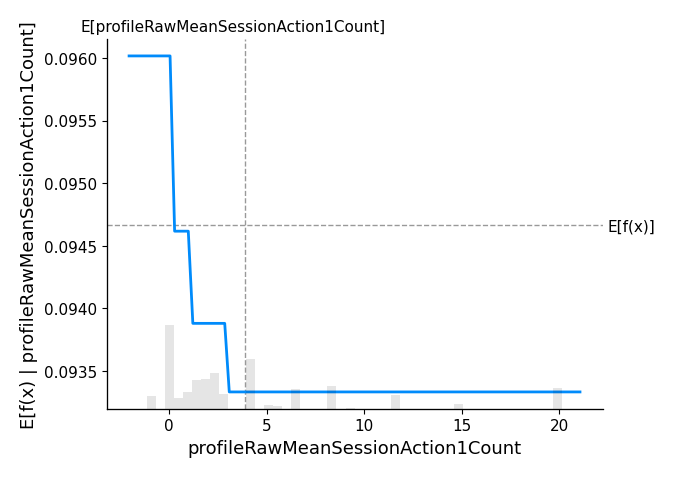 E[profileRawMeanSessionAction1Count]
0.0960
0.0955
0.0950
0.0945
0.0940
0.0935
E[f(x) | profileRawMeanSessionAction1Count]
E[f(x)]
0 5 10 15 20
profileRawMeanSessionAction1Count